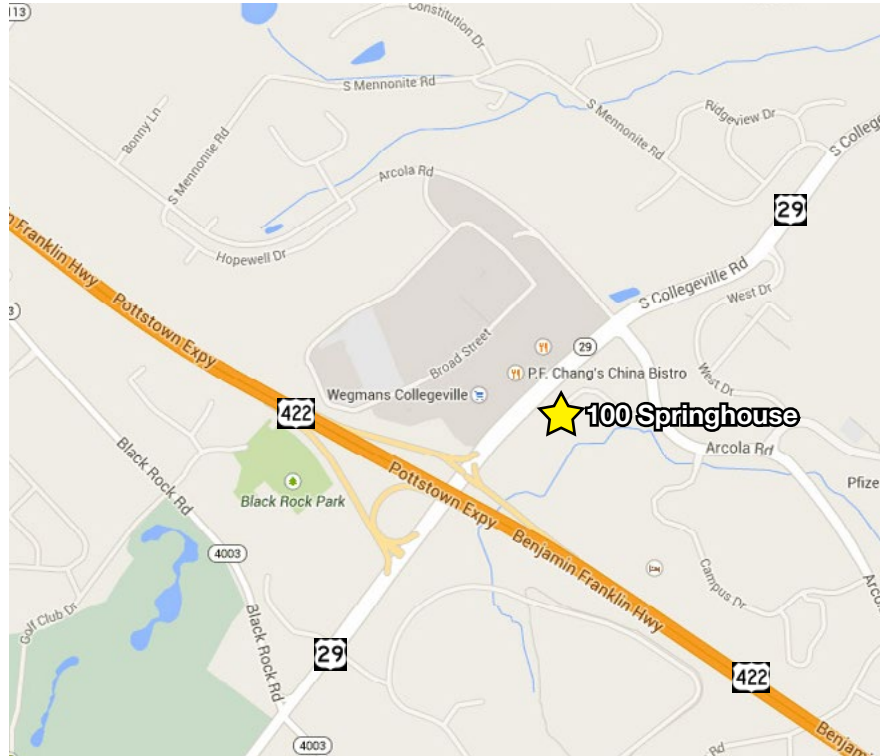 113
Constitution Dr
S Mennonite Rd
Bonny Ln
S Mennonite Rd
S Mennonite Rd
Ridgeview Dr
S College
Arcola Rd
29
Hopewell Dr
n Franklin Hwy
Pottstown Expy
S Collegeville Rd
West Dr
3
Broad Street
29
P.F. Chang's China Bistro
West Dr
Wegmans Collegeville
422
100 Springhouse
Arcola Rd
Black Rock Rd
Black Rock Park
Pottstown Expy
Pfize
Benjamin Franklin Hwy
4003
Campus Dr
Arco
Golf Club Dr
Black Rock Rd
29
422
4003
Rd
Benjam